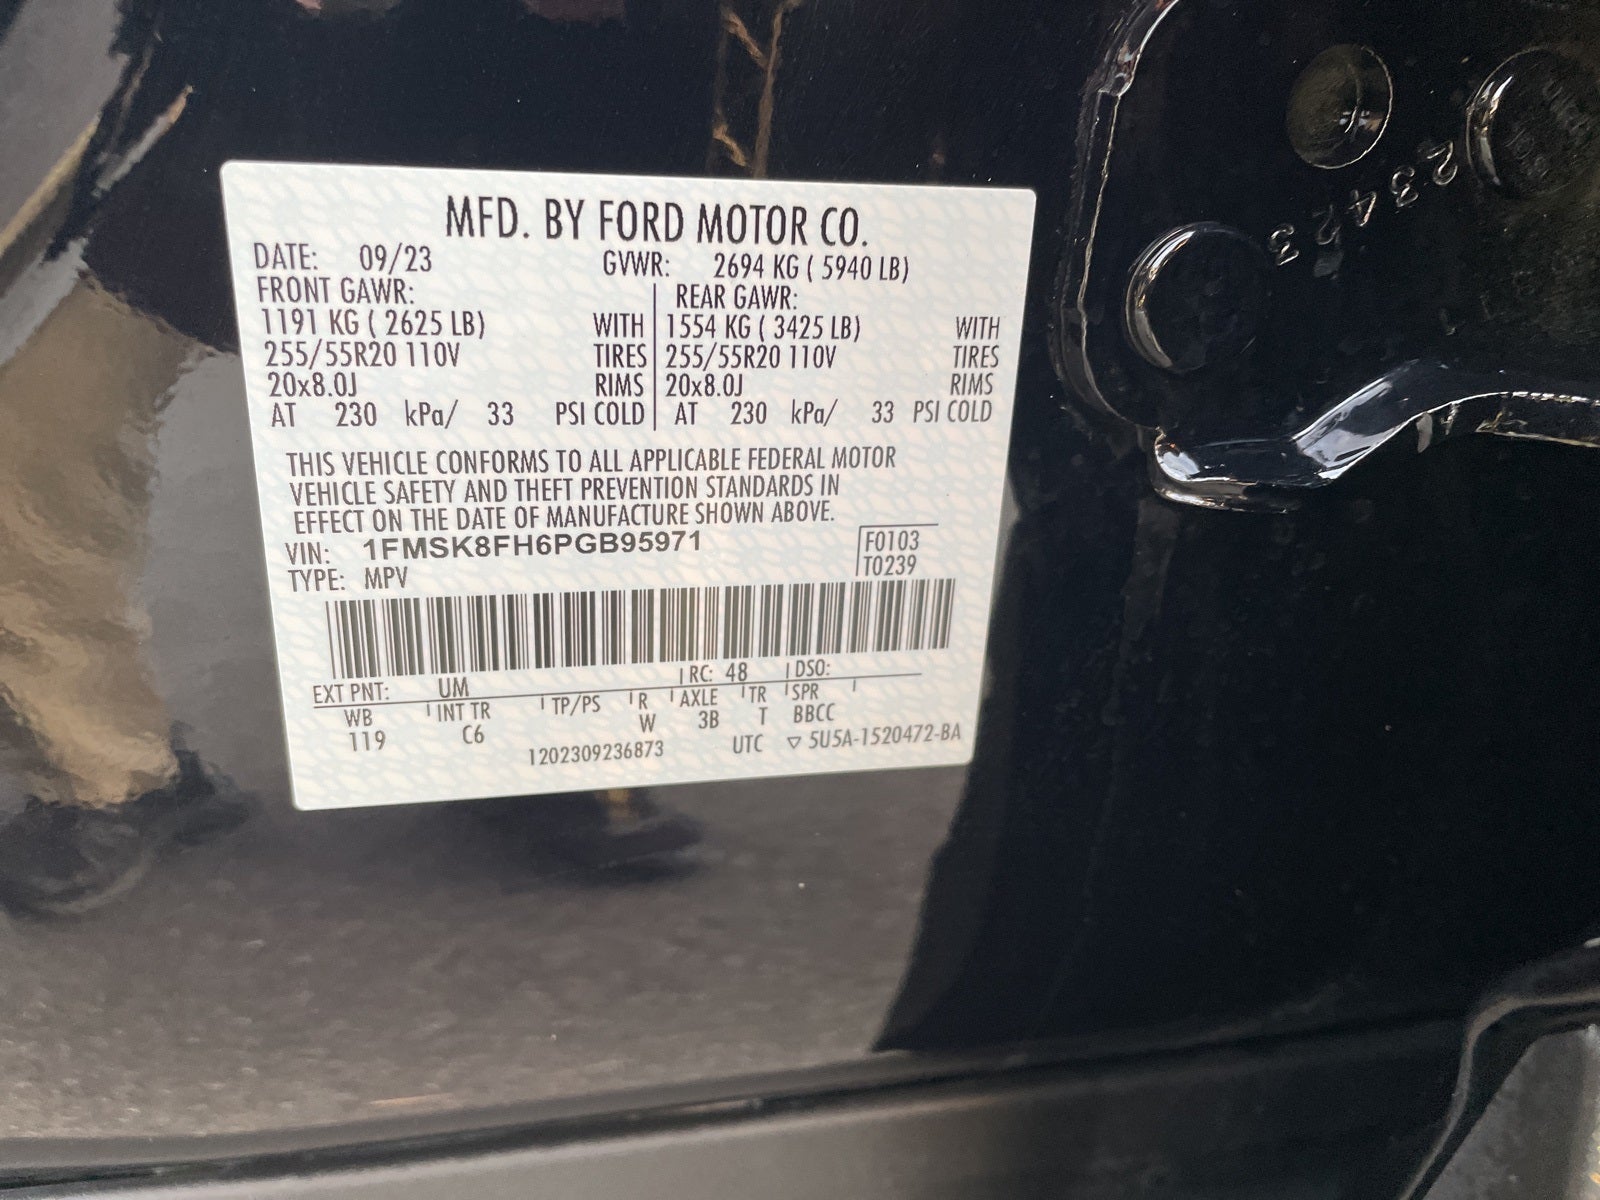 MFD. BY FORD MOTOR CO.
DATE: 09/23 GVWR: 2694 KG ( 5940 LB)
FRONT GAWR: REAR GAWR:
1191 KG ( 2625 LB) WITH 1554 KG ( 3425 LB) WITH
255/55R20 110V TIRES 255/55R20 110V TIRES
20x8.0J RIMS 20x8.0J RIMS
AT 230 kPa/ 33 PSI COLD AT 230 kPa/ 33 PSI COLD
THIS VEHICLE CONFORMS TO ALL APPLICABLE FEDERAL MOTOR
VEHICLE SAFETY AND THEFT PREVENTION STANDARDS IN
EFFECT ON THE DATE OF MANUFACTURE SHOWN ABOVE.
VIN: 1FMSK8FH6PGB95971 F0103
TYPE: MPV T0239
EXT PNT: UM RC: 48 DSO:
WB INT TR TP/PS R AXLE TR SPR
119 C6 W 3B T BBCC
1202309236873 UTC ▽ 5U5A-1520472-BA
23423